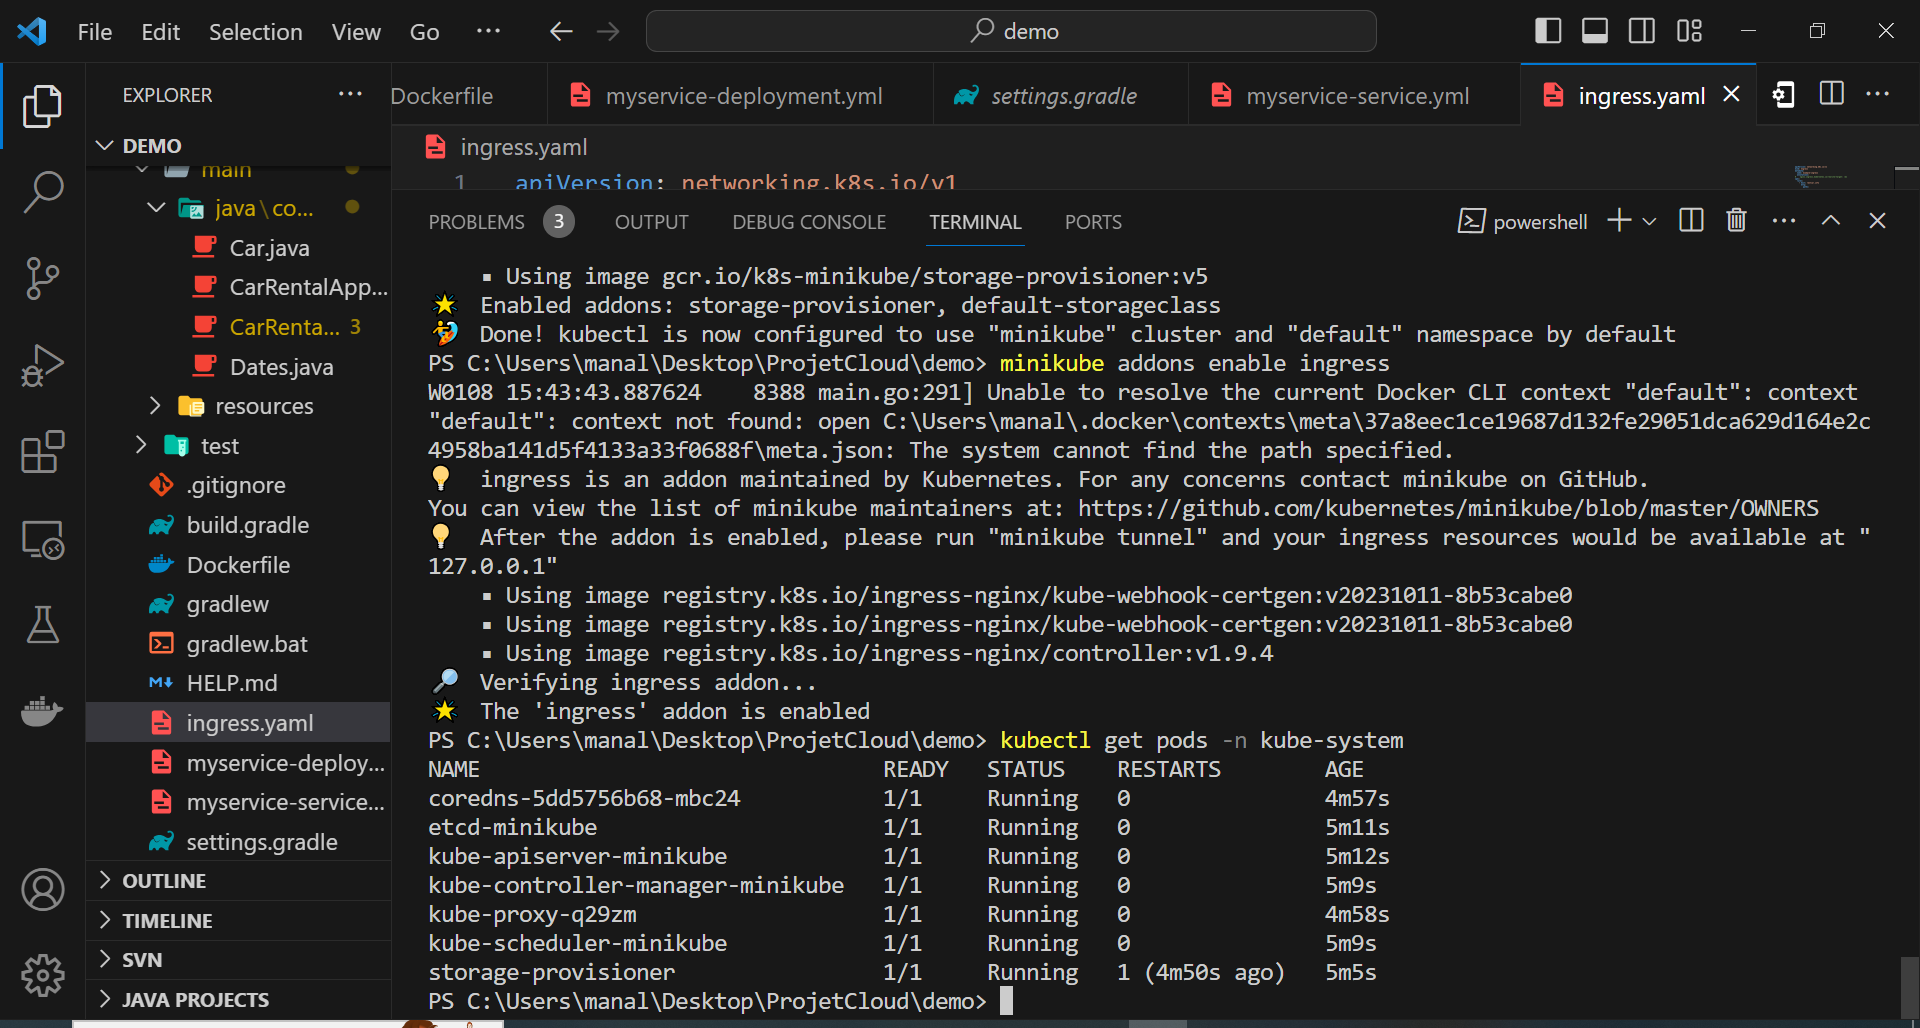 File Edit Selection View Go ··· demo
EXPLORER ···
DEMO
main
java\co...
Car.java
CarRentalApp...
CarRenta... 3
Dates.java
resources
test
.gitignore
build.gradle
Dockerfile
gradlew
gradlew.bat
HELP.md
ingress.yaml
myservice-deploy...
myservice-service...
settings.gradle
OUTLINE
TIMELINE
SVN
JAVA PROJECTS
Dockerfile myservice-deployment.yml settings.gradle myservice-service.yml ingress.yaml ···
ingress.yaml
1 apiVersion: networking.k8s.io/v1
PROBLEMS 3 OUTPUT DEBUG CONSOLE TERMINAL PORTS powershell ···
▪ Using image gcr.io/k8s-minikube/storage-provisioner:v5
🌟 Enabled addons: storage-provisioner, default-storageclass
🏄 Done! kubectl is now configured to use "minikube" cluster and "default" namespace by default
PS C:\Users\manal\Desktop\ProjetCloud\demo> minikube addons enable ingress
W0108 15:43:43.887624 8388 main.go:291] Unable to resolve the current Docker CLI context "default": context
"default": context not found: open C:\Users\manal\.docker\contexts\meta\37a8eec1ce19687d132fe29051dca629d164e2c
4958ba141d5f4133a33f0688f\meta.json: The system cannot find the path specified.
💡 ingress is an addon maintained by Kubernetes. For any concerns contact minikube on GitHub.
You can view the list of minikube maintainers at: https://github.com/kubernetes/minikube/blob/master/OWNERS
💡 After the addon is enabled, please run "minikube tunnel" and your ingress resources would be available at "
127.0.0.1"
▪ Using image registry.k8s.io/ingress-nginx/kube-webhook-certgen:v20231011-8b53cabe0
▪ Using image registry.k8s.io/ingress-nginx/kube-webhook-certgen:v20231011-8b53cabe0
▪ Using image registry.k8s.io/ingress-nginx/controller:v1.9.4
🔎 Verifying ingress addon...
🌟 The 'ingress' addon is enabled
PS C:\Users\manal\Desktop\ProjetCloud\demo> kubectl get pods -n kube-system
NAME READY STATUS RESTARTS AGE
coredns-5dd5756b68-mbc24 1/1 Running 0 4m57s
etcd-minikube 1/1 Running 0 5m11s
kube-apiserver-minikube 1/1 Running 0 5m12s
kube-controller-manager-minikube 1/1 Running 0 5m9s
kube-proxy-q29zm 1/1 Running 0 4m58s
kube-scheduler-minikube 1/1 Running 0 5m9s
storage-provisioner 1/1 Running 1 (4m50s ago) 5m5s
PS C:\Users\manal\Desktop\ProjetCloud\demo>